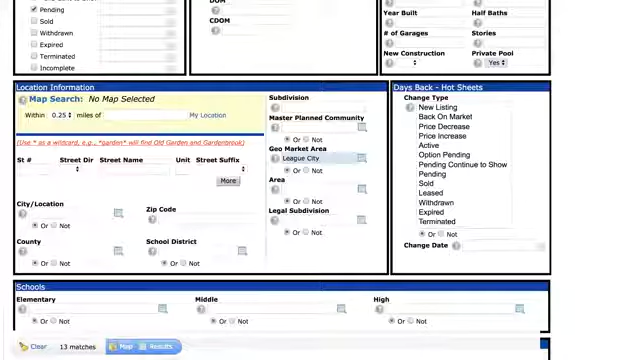 DOM
CDOM
Pending
Sold
Withdrawn
Expired
Terminated
Incomplete
Year Built
Half Baths
# of Garages
Stories
New Construction
Private Pool
Yes
Location Information
Map Search: No Map Selected
Within 0.25 miles of
My Location
(Use * as a wildcard, e.g., *garden* will find Old Garden and Gardenbrook)
St #
Street Dir
Street Name
Unit
Street Suffix
More
City/Location
Zip Code
Or Not
County
School District
Or Not
Or Not
Subdivision
Master Planned Community
Or Not
Geo Market Area
League City
Or Not
Area
Or Not
Legal Subdivision
Or Not
Days Back - Hot Sheets
Change Type
New Listing
Back On Market
Price Decrease
Price Increase
Active
Option Pending
Pending Continue to Show
Pending
Sold
Leased
Withdrawn
Expired
Terminated
Or Not
Change Date
Schools
Elementary
Middle
High
Or Not
Or Not
Or Not
Clear
13 matches
Map
Results